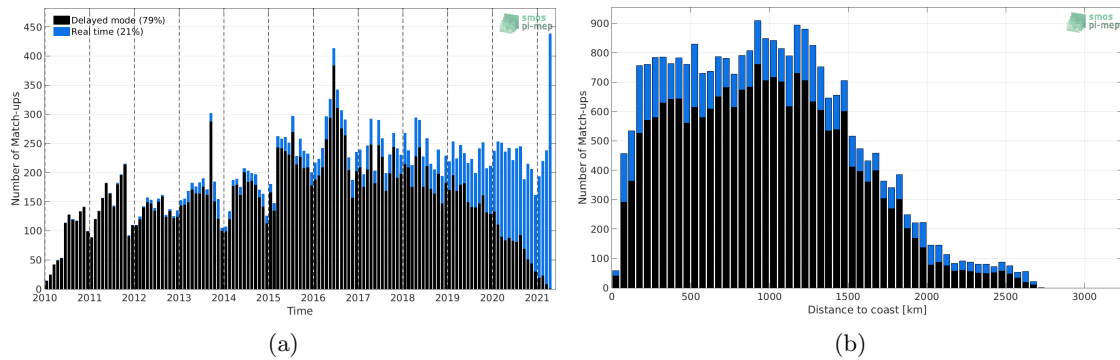 Delayed mode (79%)
Real time (21%)
smos
pi-mep
Number of Match-ups
450
400
350
300
250
200
150
100
50
0
2010 2011 2012 2013 2014 2015 2016 2017 2018 2019 2020 2021
Time
(a)
smos
pi-mep
Number of Match-ups
900
800
700
600
500
400
300
200
100
0
0 500 1000 1500 2000 2500 3000
Distance to coast [km]
(b)